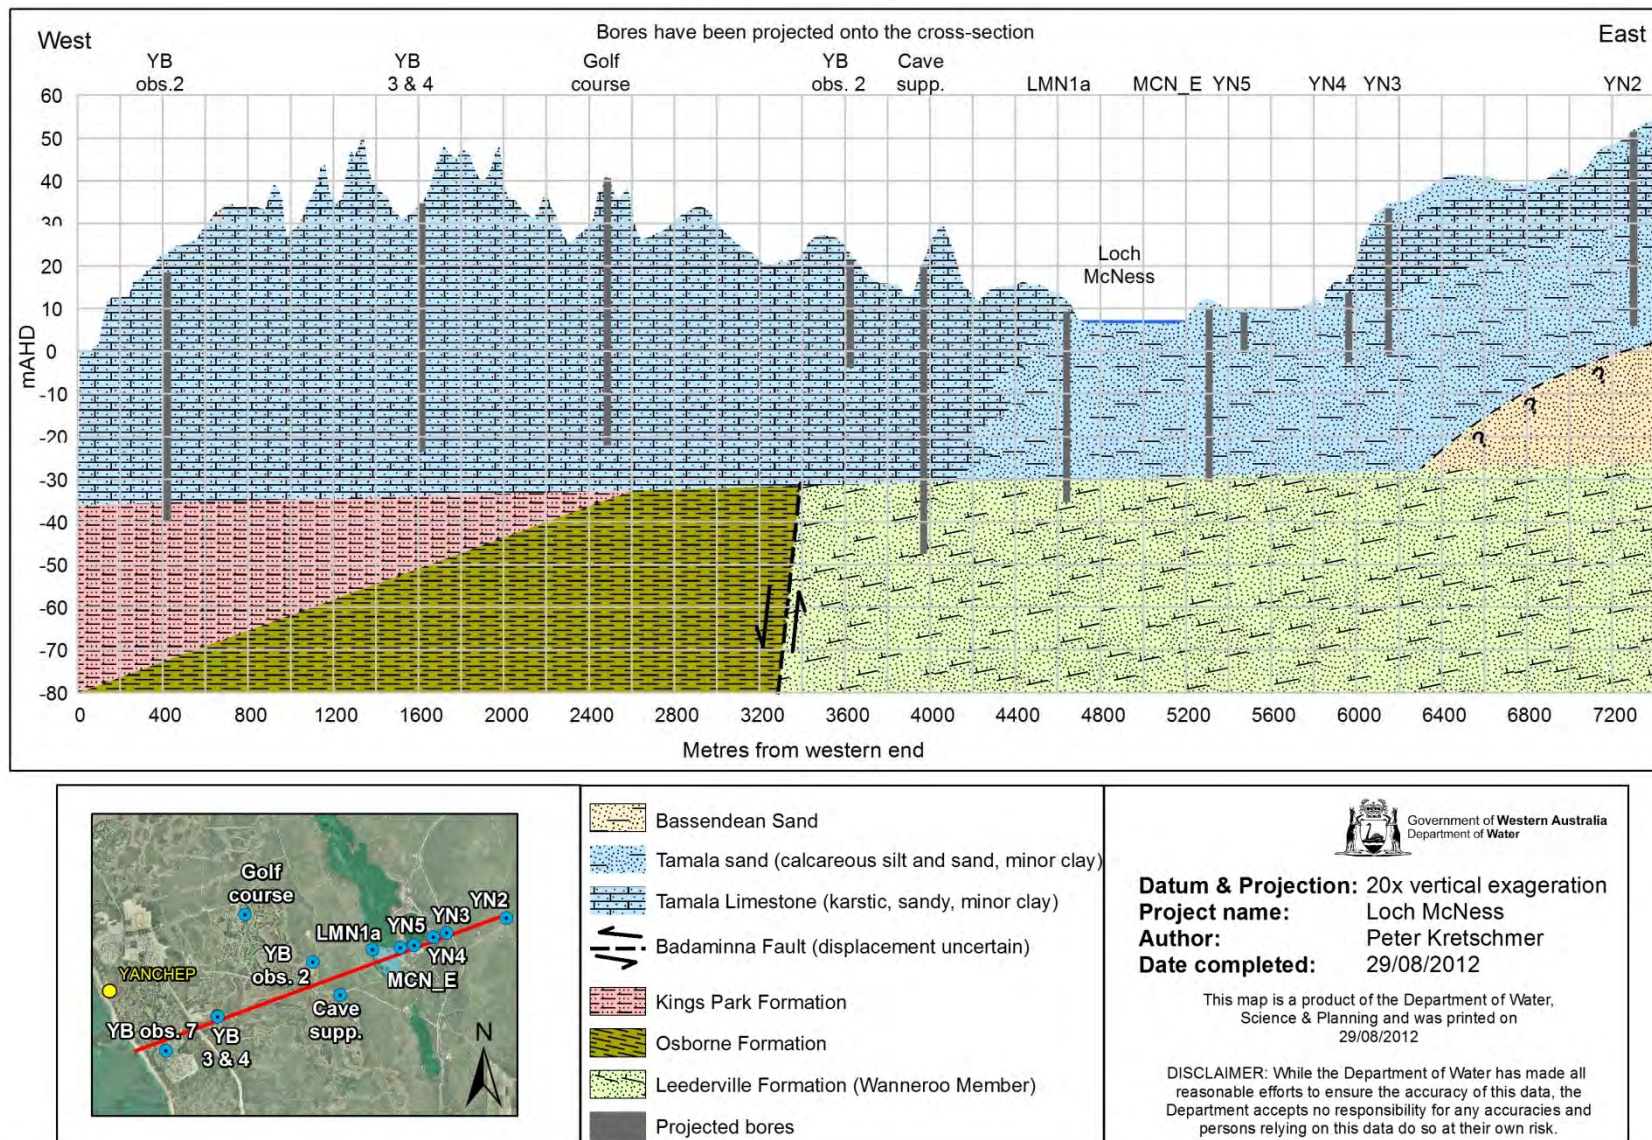 West
Bores have been projected onto the cross-section
East
YB
obs.2
YB
3 & 4
Golf
course
YB
obs. 2
Cave
supp.
LMN1a
MCN_E
YN5
YN4
YN3
YN2
60
50
40
30
20
10
0
-10
-20
-30
-40
-50
-60
-70
-80
mAHD
Loch
McNess
?
?
?
0 400 800 1200 1600 2000 2400 2800 3200 3600 4000 4400 4800 5200 5600 6000 6400 6800 7200
Metres from western end
Golf
course
YN2
YN3
YN5
LMN1a
YN4
YB
obs. 2
MCN_E
YANCHEP
Cave
supp.
YB obs. 7
YB
3 & 4
N
Bassendean Sand
Tamala sand (calcareous silt and sand, minor clay)
Tamala Limestone (karstic, sandy, minor clay)
Badaminna Fault (displacement uncertain)
Kings Park Formation
Osborne Formation
Leederville Formation (Wanneroo Member)
Projected bores
Government of Western Australia
Department of Water
Datum & Projection: 20x vertical exageration
Project name: Loch McNess
Author: Peter Kretschmer
Date completed: 29/08/2012
This map is a product of the Department of Water,
Science & Planning and was printed on
29/08/2012
DISCLAIMER: While the Department of Water has made all
reasonable efforts to ensure the accuracy of this data, the
Department accepts no responsibility for any accuracies and
persons relying on this data do so at their own risk.